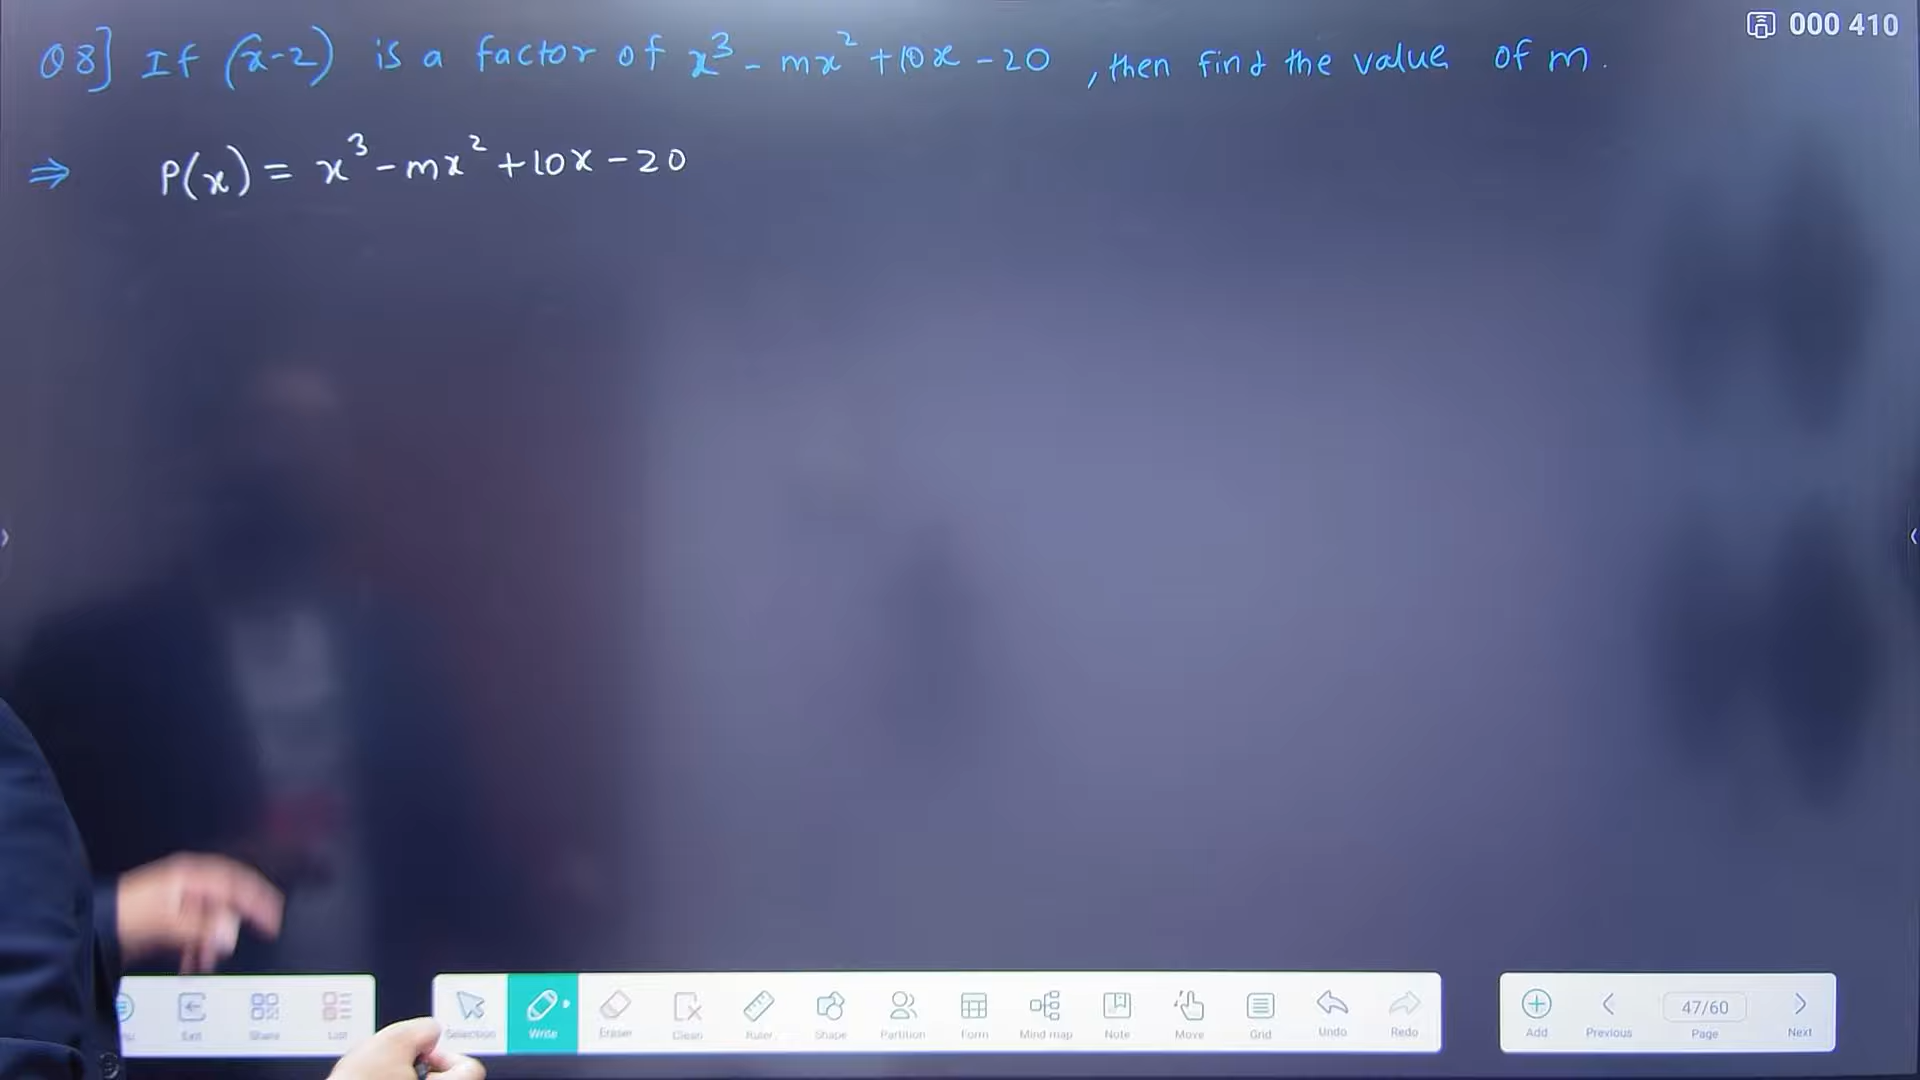 000 410
Q8] If (x-2) is a factor of x³ - mx² + 10x - 20 , then find the value of m .
⇒ P(x) = x³ - mx² + 10x - 20
Exit Share List Selection Write Eraser Clean Ruler Shape Partition Form Mind map Note Move Grid Undo Redo Add Previous 47/60 Page Next